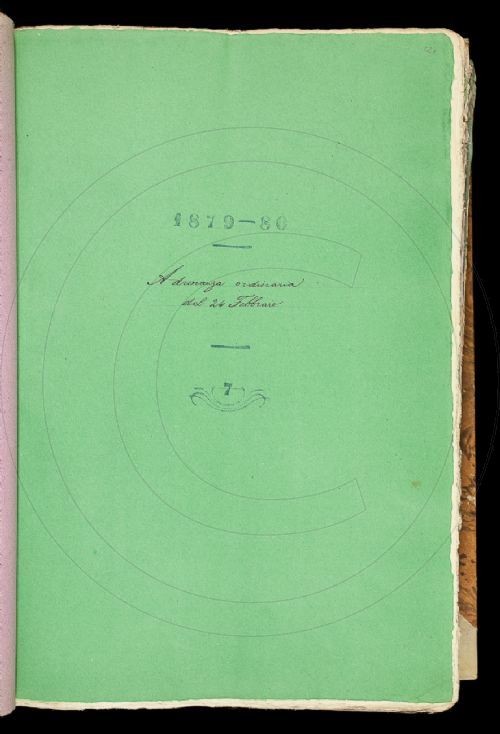 1879-80
Adunanza ordinaria
del 24 Febbraio
7